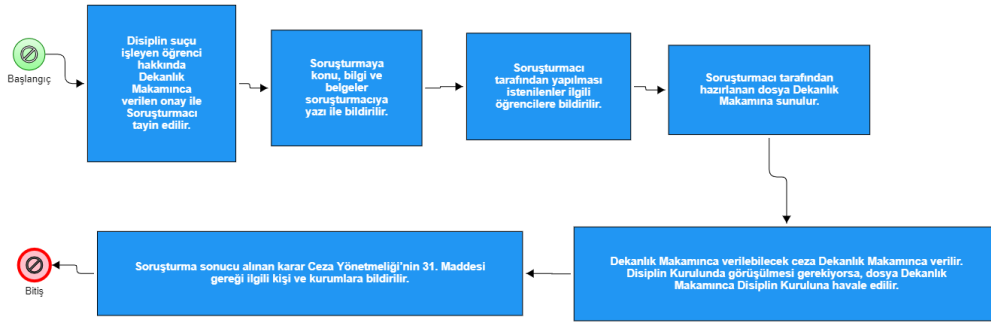 Başlangıç
Disiplin suçu
işleyen öğrenci
hakkında
Dekanlık
Makamınca
verilen onay ile
Soruşturmacı
tayin edilir.
Soruşturmaya
konu, bilgi ve
belgeler
soruşturmacıya
yazı ile bildirilir.
Soruşturmacı
tarafından yapılması
istenilenler ilgili
öğrencilere bildirilir.
Soruşturmacı tarafından
hazırlanan dosya Dekanlık
Makamına sunulur.
Dekanlık Makamınca verilebilecek ceza Dekanlık Makamınca verilir.
Disiplin Kurulunda görüşülmesi gerekiyorsa, dosya Dekanlık
Makamınca Disiplin Kuruluna havale edilir.
Soruşturma sonucu alınan karar Ceza Yönetmeliği'nin 31. Maddesi
gereği ilgili kişi ve kurumlara bildirilir.
Bitiş